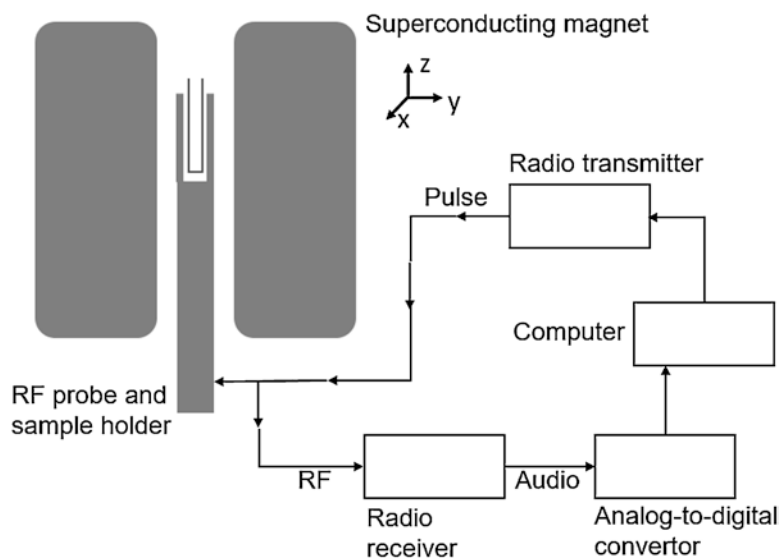 Superconducting magnet
z
y
x
Radio transmitter
Pulse
Computer
RF probe and
sample holder
RF
Audio
Radio
receiver
Analog-to-digital
convertor